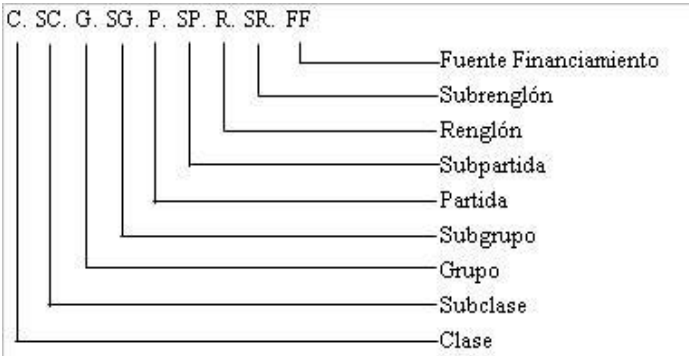 C. SC. G. SG. P. SP. R. SR. FF
Fuente Financiamiento
Subrenglón
Renglón
Subpartida
Partida
Subgrupo
Grupo
Subclase
Clase